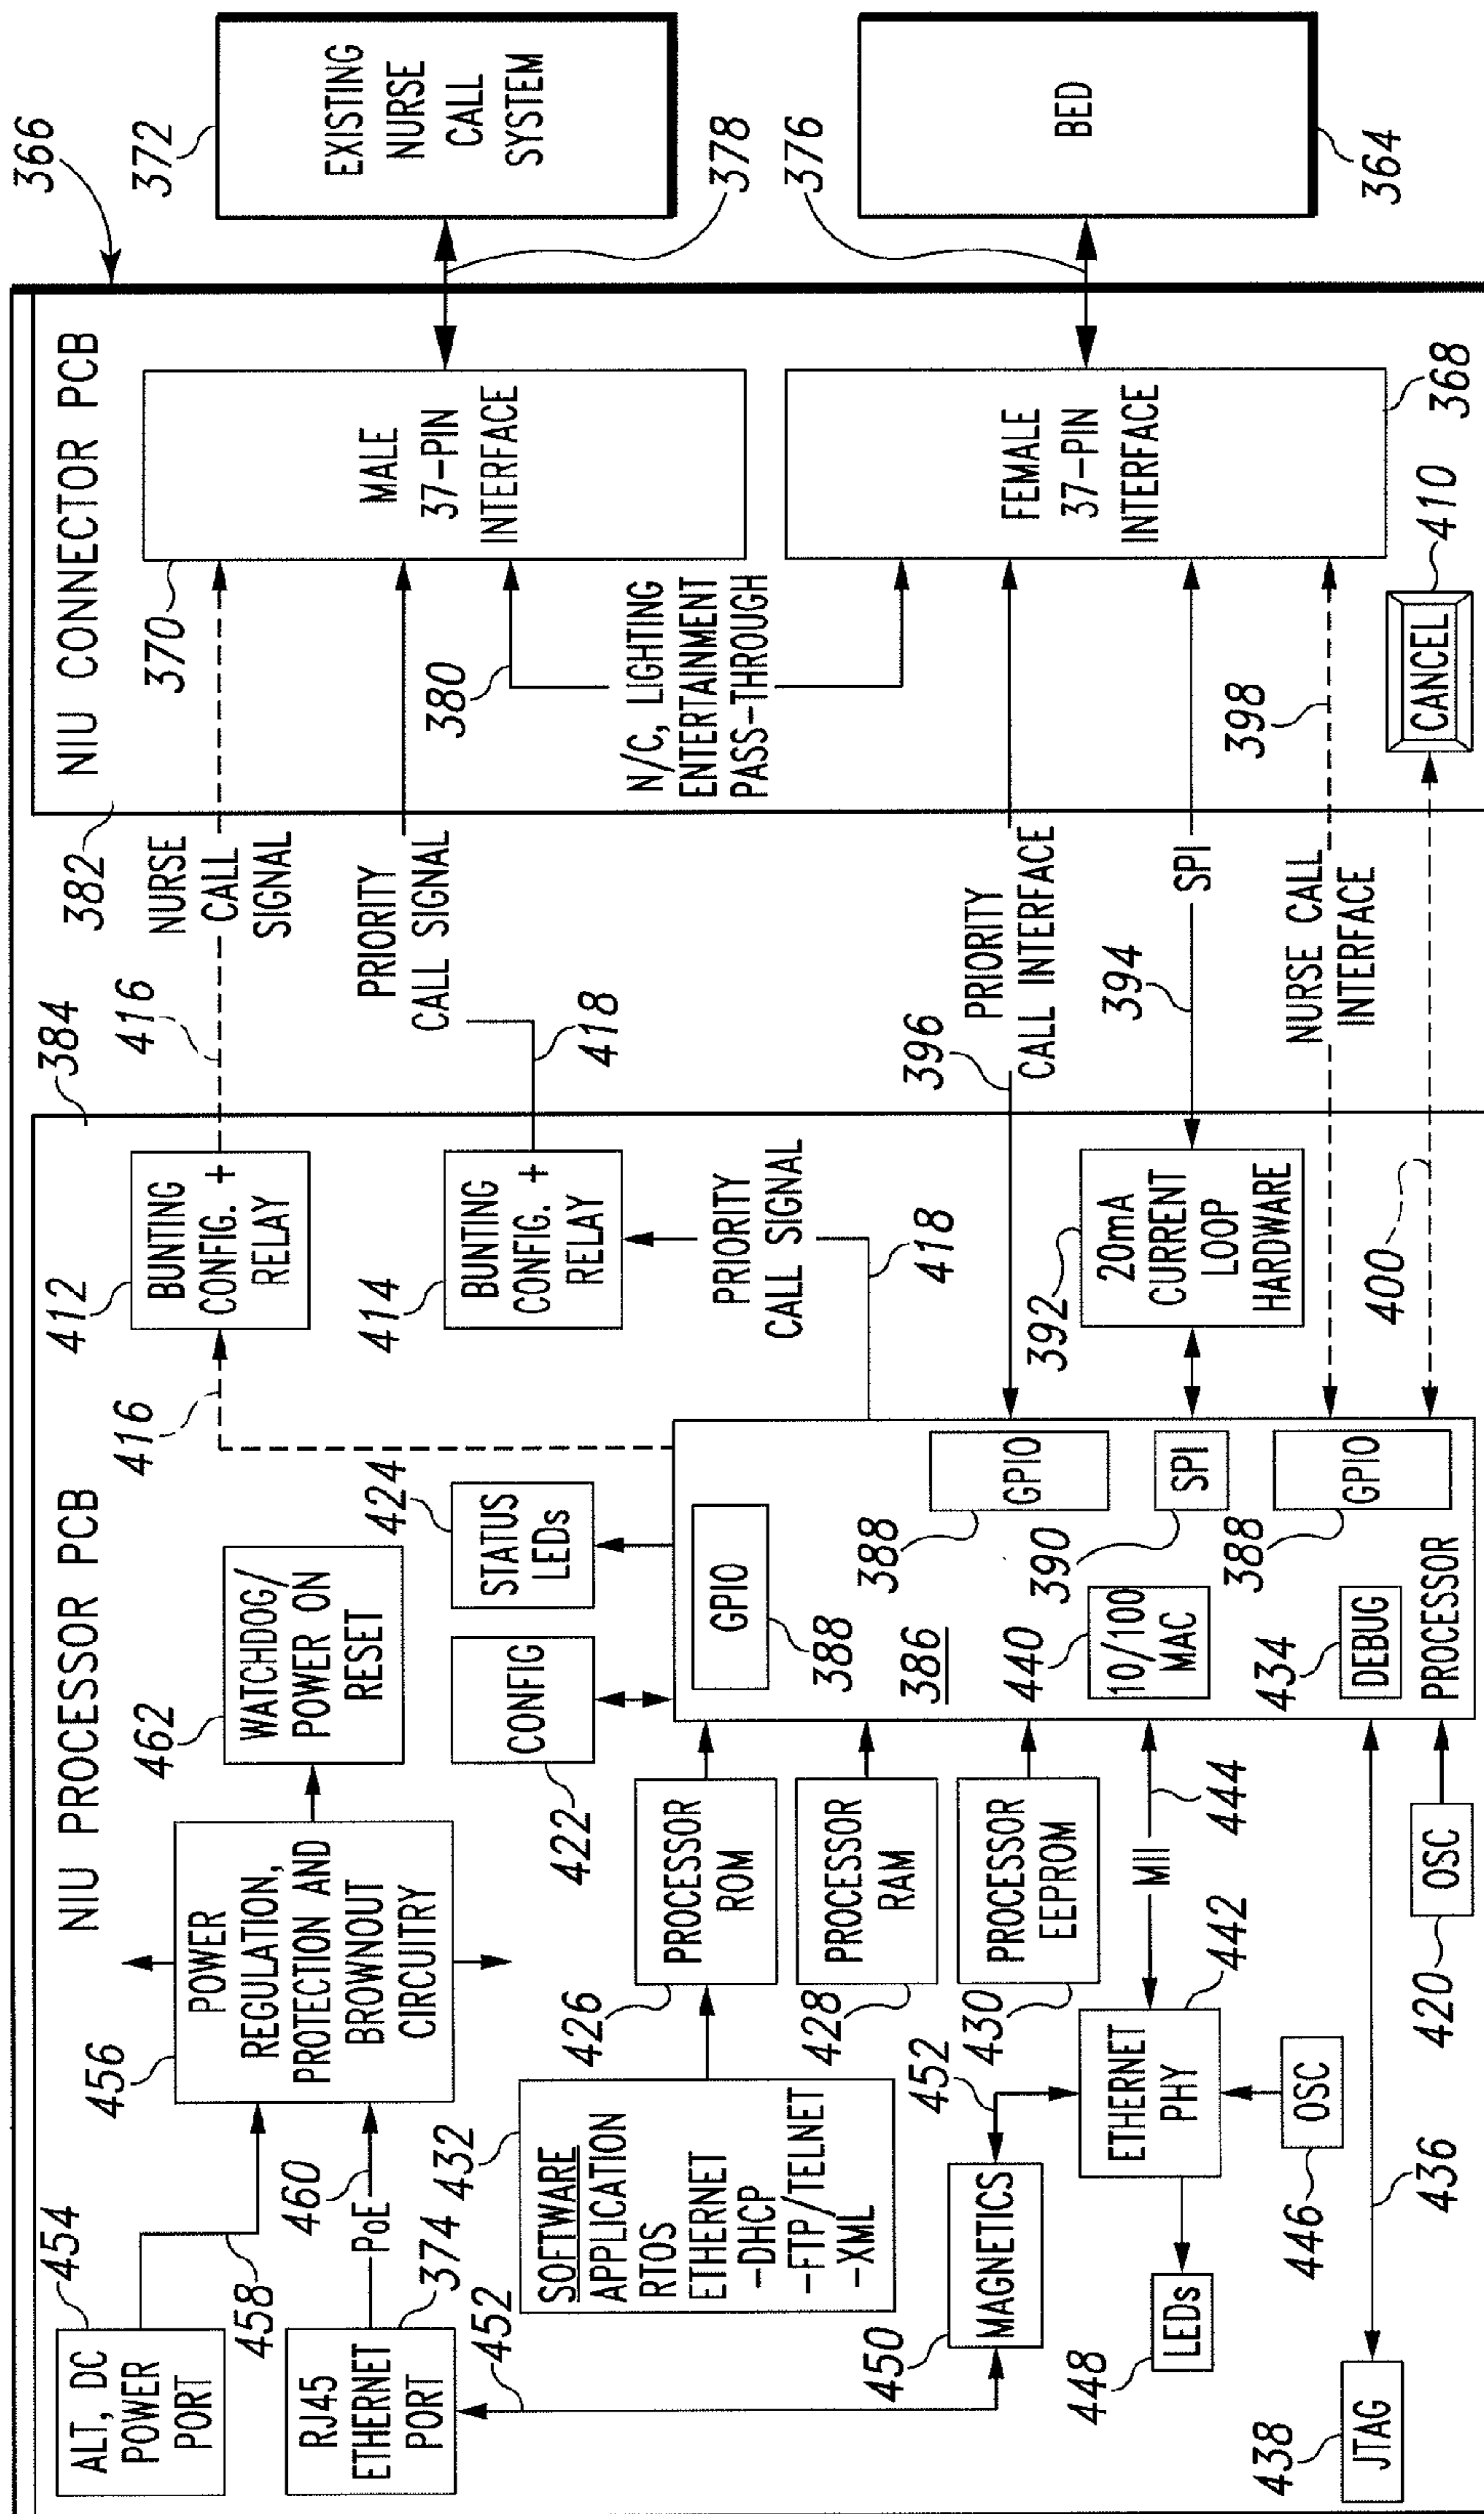 366
NIU PROCESSOR PCB
384
382
NIU CONNECTOR PCB
454
ALT, DC
POWER
PORT
458
456
POWER
REGULATION,
PROTECTION AND
BROWNOUT
CIRCUITRY
462
WATCHDOG/
POWER ON
RESET
RJ45
ETHERNET
PORT
374
PoE
460
452
432
SOFTWARE
APPLICATION
RTOS
ETHERNET
-DHCP
-FTP/TELNET
-XML
426
PROCESSOR
ROM
428
PROCESSOR
RAM
430
PROCESSOR
EEPROM
422
CONFIG
424
STATUS
LEDs
416
412
BUNTING
CONFIG. +
RELAY
416
NURSE
CALL
SIGNAL
414
BUNTING
CONFIG. +
RELAY
418
PRIORITY
CALL SIGNAL
PRIORITY
CALL SIGNAL
418
370
MALE
37-PIN
INTERFACE
380
N/C, LIGHTING
ENTERTAINMENT
PASS-THROUGH
372
EXISTING
NURSE
CALL
SYSTEM
378
376
BED
364
FEMALE
37-PIN
INTERFACE
368
396
PRIORITY
CALL INTERFACE
SPI
394
392
20mA
CURRENT
LOOP
HARDWARE
NURSE CALL
INTERFACE
398
400
CANCEL
410
GPIO
388
386
GPIO
388
SPI
390
GPIO
388
440
10/100
MAC
434
DEBUG
PROCESSOR
MII
444
442
ETHERNET
PHY
452
450
MAGNETICS
448
LEDs
446
OSC
420
OSC
436
438
JTAG